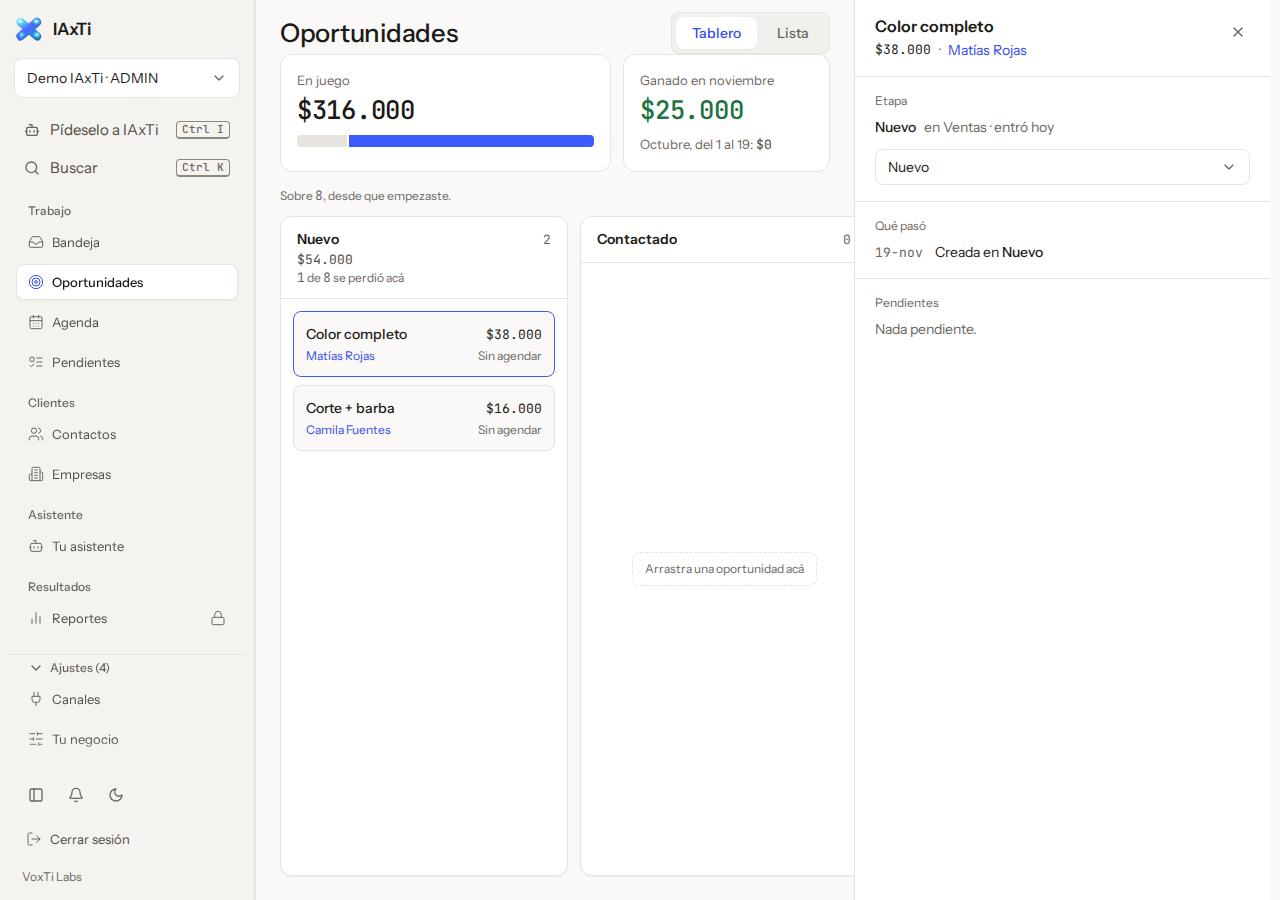 IAxTi
Demo IAxTi · ADMIN
Pídeselo a IAxTi Ctrl I
Buscar Ctrl K
Trabajo
Bandeja
Oportunidades
Agenda
Pendientes
Clientes
Contactos
Empresas
Asistente
Tu asistente
Resultados
Reportes
Ajustes (4)
Canales
Tu negocio
Cerrar sesión
VoxTi Labs
Oportunidades
Tablero Lista
En juego
$316.000
Ganado en noviembre
$25.000
Octubre, del 1 al 19: $0
Sobre 8, desde que empezaste.
Nuevo 2
$54.000
1 de 8 se perdió acá
Color completo $38.000
Matías Rojas Sin agendar
Corte + barba $16.000
Camila Fuentes Sin agendar
Contactado 0
Arrastra una oportunidad acá
Color completo
$38.000 · Matías Rojas
Etapa
Nuevo en Ventas · entró hoy
Nuevo
Qué pasó
19-nov Creada en Nuevo
Pendientes
Nada pendiente.